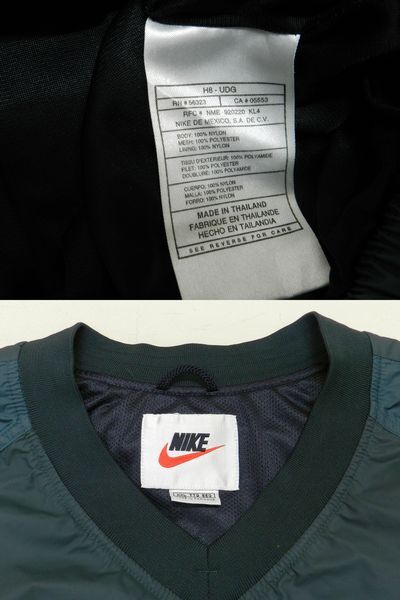 H8 - UDG
RN # 56323 CA # 05553
RFC # NME 920220 KL4
NIKE DE MEXICO, S.A. DE C.V.
BODY: 100% NYLON
MESH: 100% POLYESTER
LINING: 100% NYLON
TISSU D'EXTERIEUR: 100% POLYAMIDE
FILET: 100% POLYESTER
DOUBLURE: 100% POLYAMIDE
CUERPO: 100% NYLON
MALLA: 100% POLYESTER
FORRO: 100% NYLON
MADE IN THAILAND
FABRIQUE EN THAILANDE
HECHO EN TAILANDIA
SEE REVERSE FOR CARE
NIKE